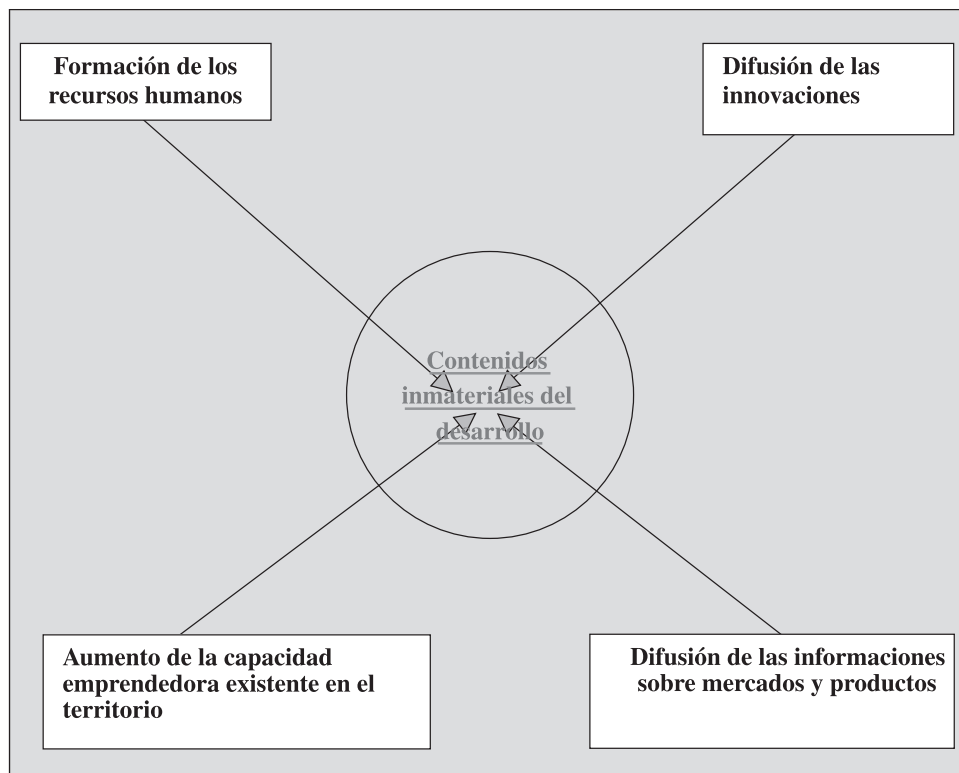 Formación de los
recursos humanos
Difusión de las
innovaciones
Contenidos
inmateriales del
desarrollo
Aumento de la capacidad
emprendedora existente en el
territorio
Difusión de las informaciones
sobre mercados y productos